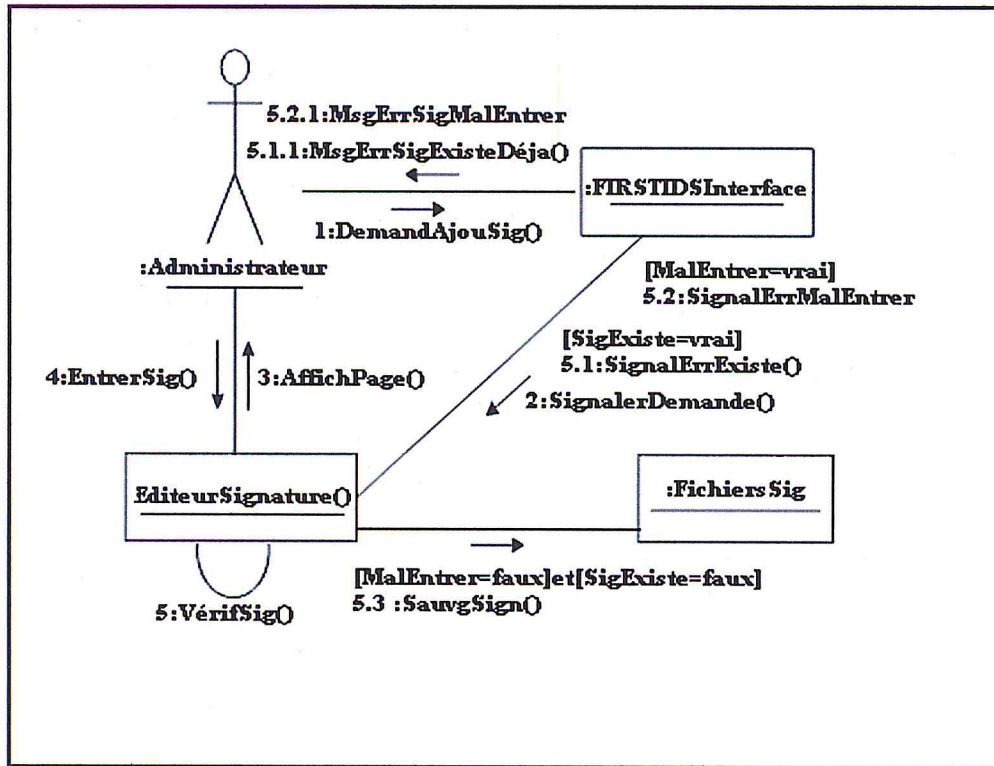 5.2.1:MsgErrSigMalEntrer
5.1.1:MsgErrSigExisteDéja()
:FIRSTIDSInterface
1:DemandAjouSig()
:Administrateur
[MalEntrer=vrai]
5.2:SignalErrMalEntrer
[SigExiste=vrai]
5.1:SignalErrExiste()
4:EntrerSig()
3:AffichPage()
2:SignalerDemande()
EditeurSignature()
:FichiersSig
[MalEntrer=faux]et[SigExiste=faux]
5.3 :SauvgSign()
5:VérifSig()